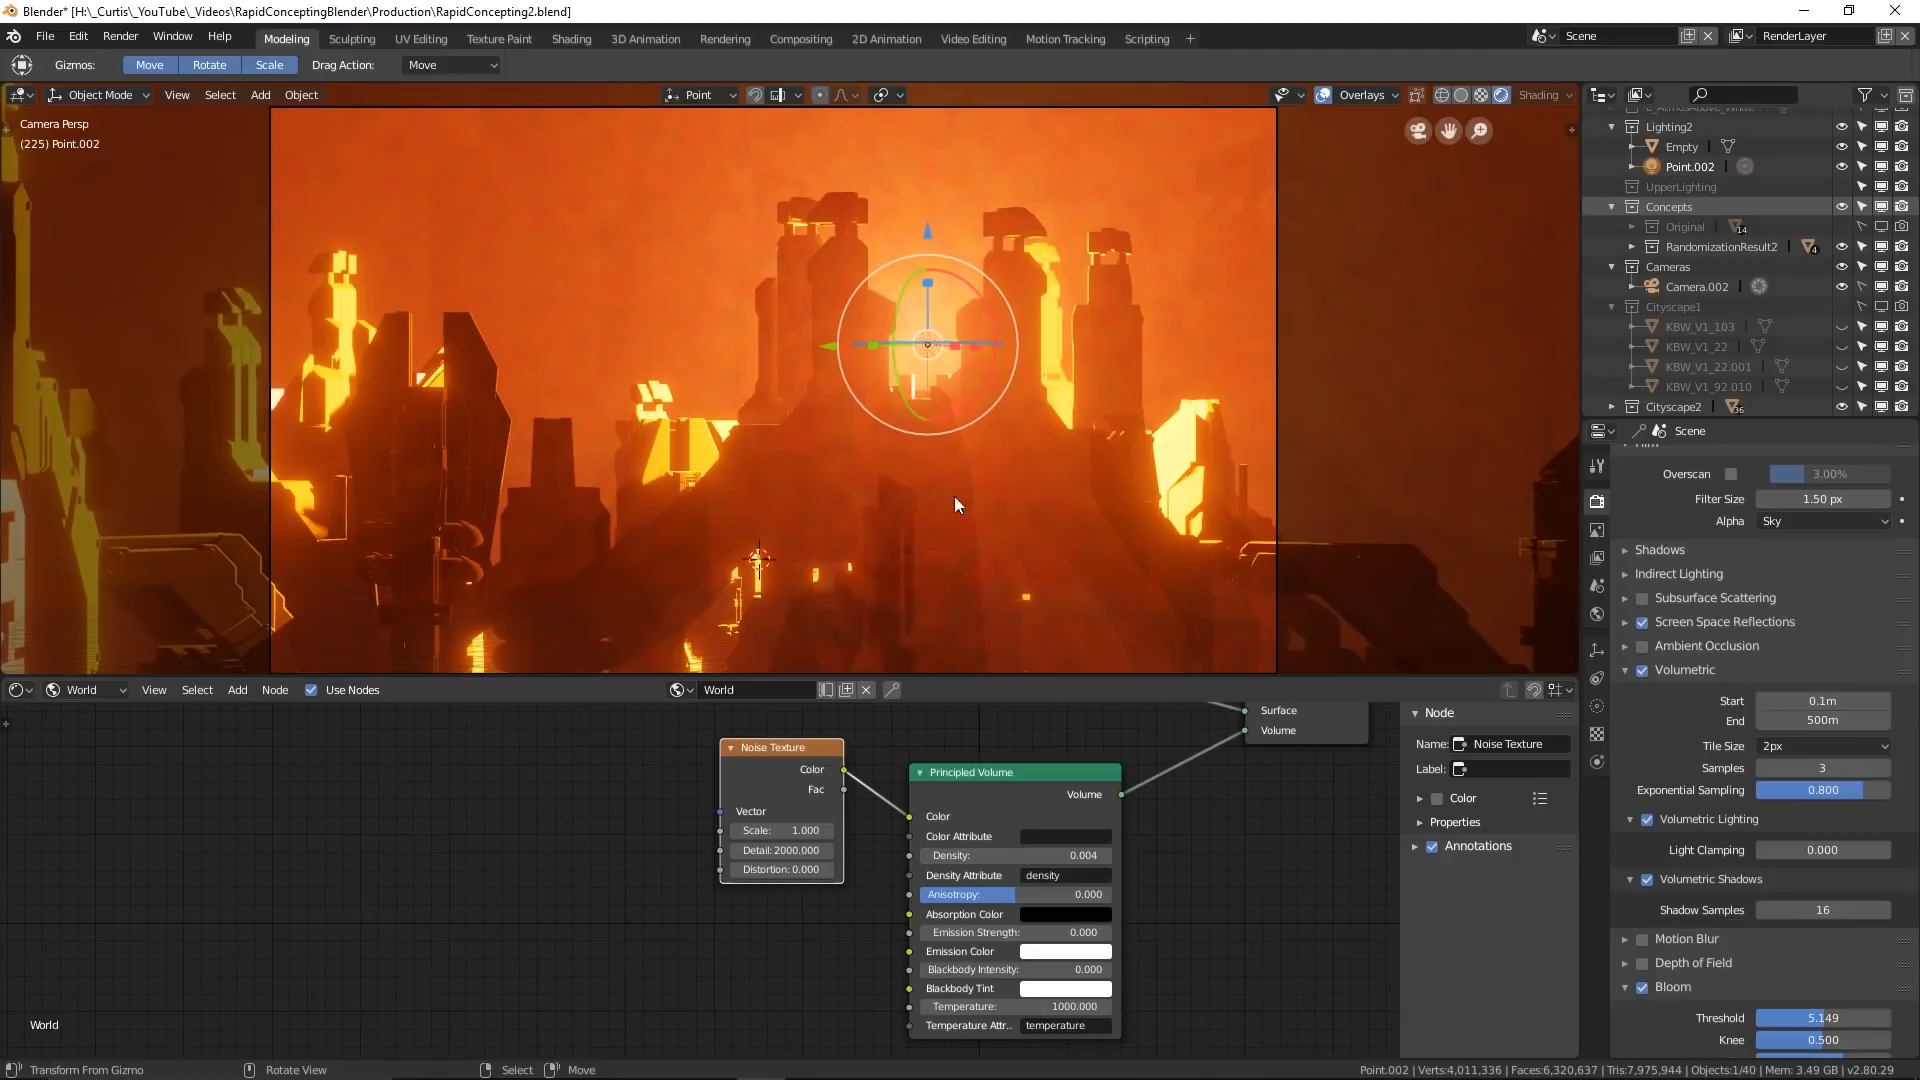 Blender* [H:\_Curtis\_YouTube\_Videos\RapidConceptingBlender\Production\RapidConcepting2.blend]
File Edit Render Window Help Modeling Sculpting UV Editing Texture Paint Shading 3D Animation Rendering Compositing 2D Animation Video Editing Motion Tracking Scripting + Scene RenderLayer
Gizmos: Move Rotate Scale Drag Action: Move
Object Mode View Select Add Object Point Overlays Shading
Camera Persp
(225) Point.002
Lighting2
Empty
Point.002
UpperLighting
Concepts
Original 14
RandomizationResult2 4
Cameras
Camera.002
Cityscape1
KBW_V1_103
KBW_V1_22
KBW_V1_22.001
KBW_V1_92.010
Cityscape2 36
Scene
Overscan 3.00%
Filter Size 1.50 px
Alpha Sky
Shadows
Indirect Lighting
Subsurface Scattering
Screen Space Reflections
Ambient Occlusion
Volumetric
Start 0.1m
End 500m
Tile Size 2px
Samples 3
Exponential Sampling 0.800
Volumetric Lighting
Light Clamping 0.000
Volumetric Shadows
Shadow Samples 16
Motion Blur
Depth of Field
Bloom
Threshold 5.149
Knee 0.500
World View Select Add Node Use Nodes World
Noise Texture
Color
Fac
Vector
Scale: 1.000
Detail: 2000.000
Distortion: 0.000
Principled Volume
Volume
Color
Color Attribute
Density: 0.004
Density Attribute density
Anisotropy: 0.000
Absorption Color
Emission Strength: 0.000
Emission Color
Blackbody Intensity: 0.000
Blackbody Tint
Temperature: 1000.000
Temperature Attr.. temperature
Surface
Volume
Node
Name: Noise Texture
Label:
Color
Properties
Annotations
World
Transform From Gizmo Rotate View Select Move Point.002 | Verts:4,011,336 | Faces:6,320,637 | Tris:7,975,944 | Objects:1/40 | Mem: 3.49 GB | v2.80.29